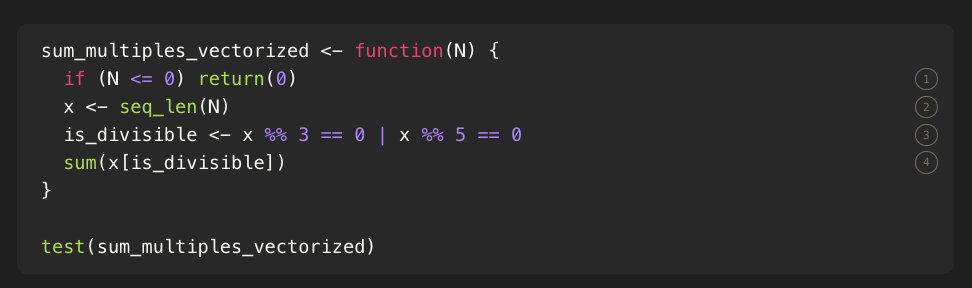 sum_multiples_vectorized <- function(N) {
  if (N <= 0) return(0) 1
  x <- seq_len(N) 2
  is_divisible <- x %% 3 == 0 | x %% 5 == 0 3
  sum(x[is_divisible]) 4
}

test(sum_multiples_vectorized)